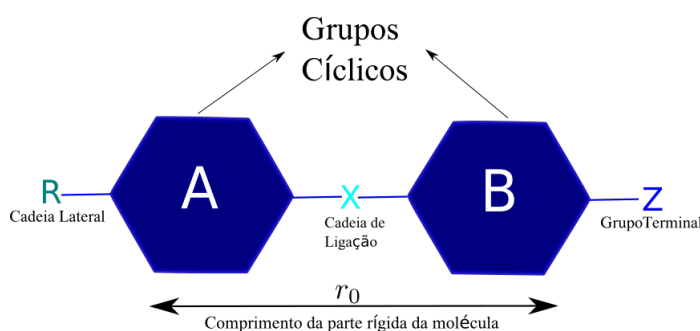 Grupos
Cíclicos
R
A
X
B
Z
Cadeia Lateral
Cadeia de
Ligação
GrupoTerminal
r0
Comprimento da parte rígida da molécula